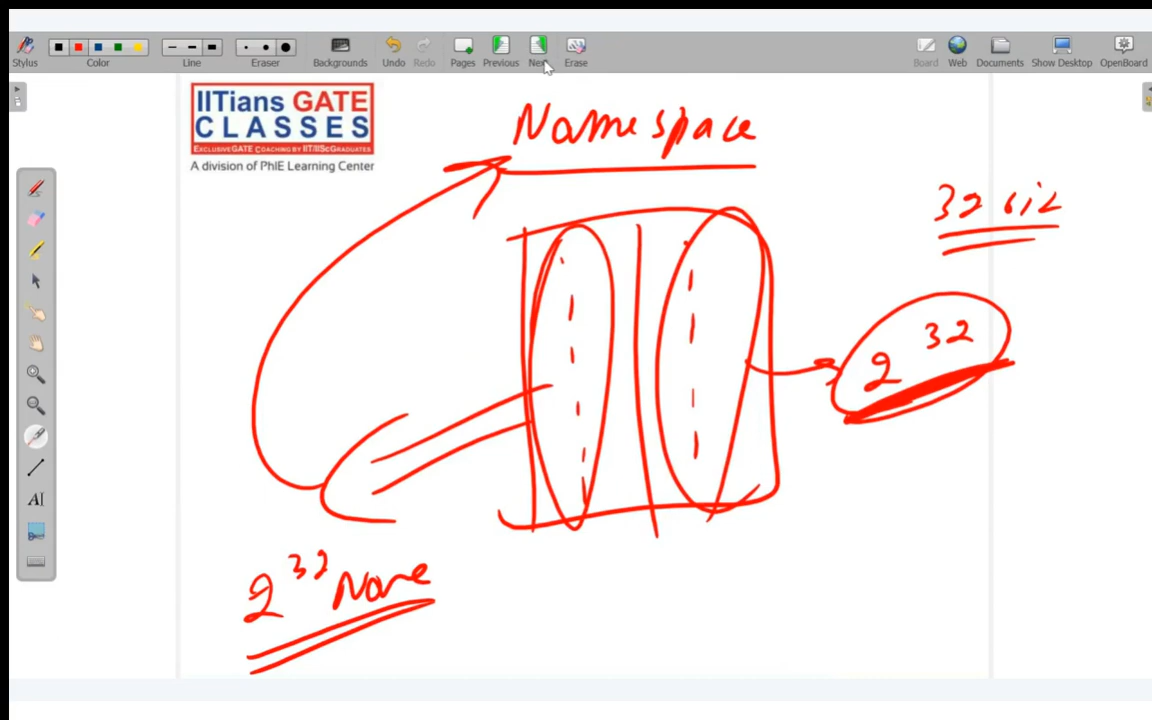 Stylus
Color
Line
Eraser
Backgrounds
Undo
Redo
Pages
Previous
Next
Erase
Board
Web
Documents
Show Desktop
OpenBoard
IITians GATE
CLASSES
EXCLUSIVE GATE COACHING BY IIT/IISc GRADUATES
A division of PhIE Learning Center
Namespace
32 bit
2^32
AI
2^32 Name